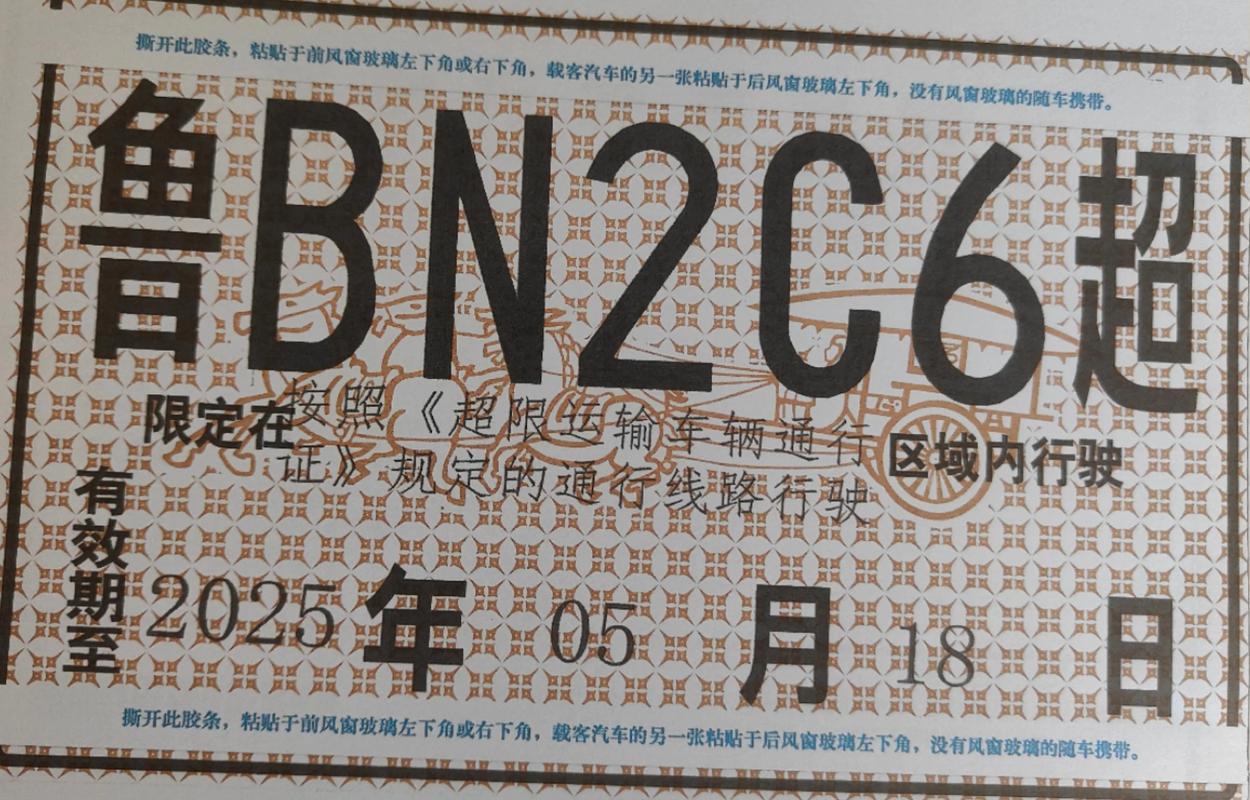 撕开此胶条，粘贴于前风窗玻璃左下角或右下角，载客汽车的另一张粘贴于后风窗玻璃左下角，没有风窗玻璃的随车携带。
鲁BN2C6超
限定在按照《超限运输车辆通行证》规定的通行线路行驶区域内行驶
有效期至2025年05月18日
撕开此胶条，粘贴于前风窗玻璃左下角或右下角，载客汽车的另一张粘贴于后风窗玻璃左下角，没有风窗玻璃的随车携带。